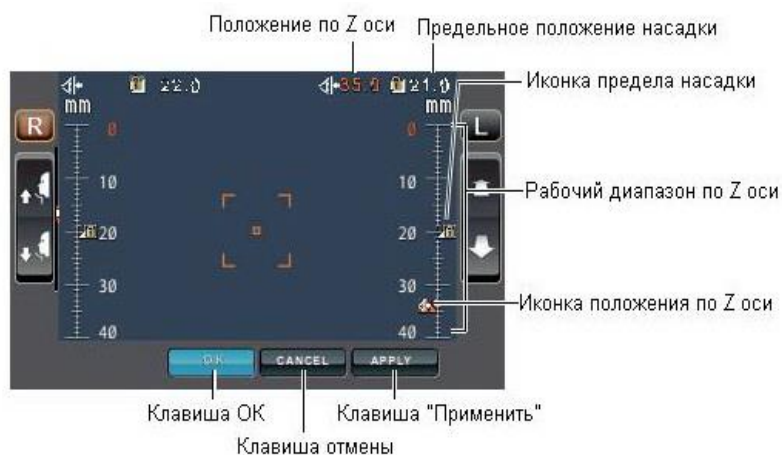 Положение по Z оси Предельное положение насадки
22.0 35.0 21.0
Иконка предела насадки
mm mm
R 0 0 L
10 10
Рабочий диапазон по Z оси
20 20
30 30
Иконка положения по Z оси
40 40
OK CANCEL APPLY
Клавиша ОК Клавиша "Применить"
Клавиша отмены